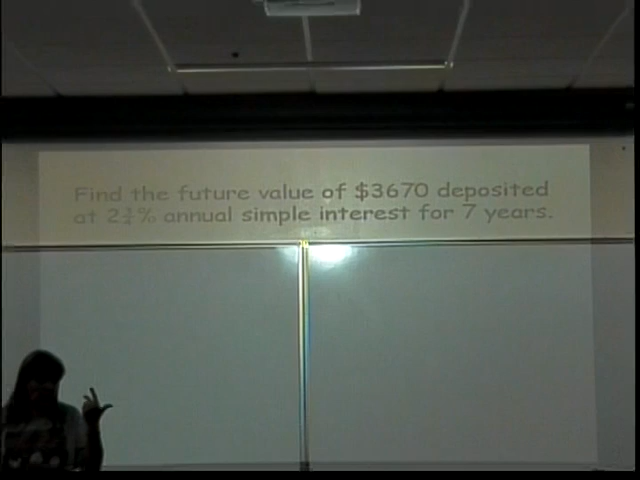 Find the future value of $3670 deposited
at 2¾% annual simple interest for 7 years.